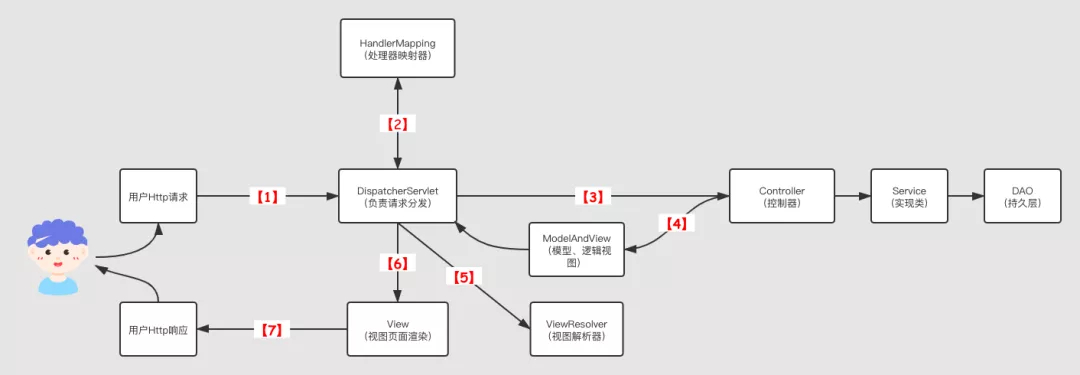 HandlerMapping
（处理器映射器）
【2】
用户Http请求
【1】
DispatcherServlet
（负责请求分发）
【3】
Controller
（控制器）
Service
（实现类）
DAO
（持久层）
【4】
ModelAndView
（模型、逻辑视
图）
【6】
【5】
用户Http响应
【7】
View
（视图页面渲染）
ViewResolver
（视图解析器）